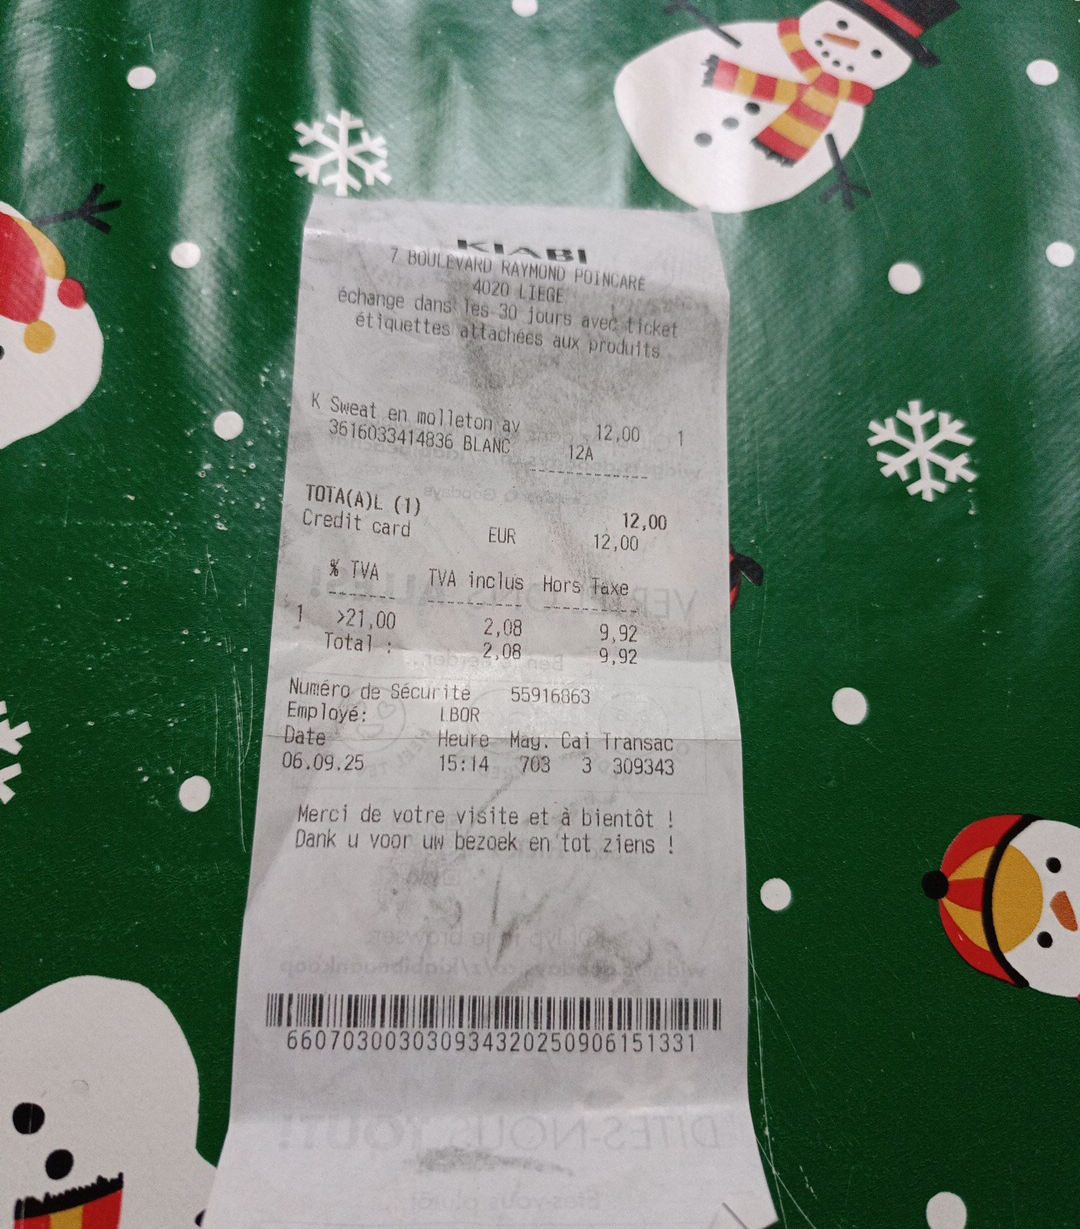 KIABI
7 BOULEVARD RAYMOND POINCARE
4020 LIEGE
échange dans les 30 jours avec ticket
étiquettes attachées aux produits
K Sweat en molleton av 12,00 1
3616033414836 BLANC 12A
TOTA(A)L (1) 12,00
Credit card EUR 12,00
% TVA TVA inclus Hors Taxe
1 >21,00 2,08 9,92
Total : 2,08 9,92
Numéro de Sécurité 55916863
Employé: LBOR
Date Heure Mag. Cai Transac
06.09.25 15:14 703 3 309343
Merci de votre visite et à bientôt !
Dank u voor uw bezoek en tot ziens !
660703003030934320250906151331
DITES-NOUS TOUT!